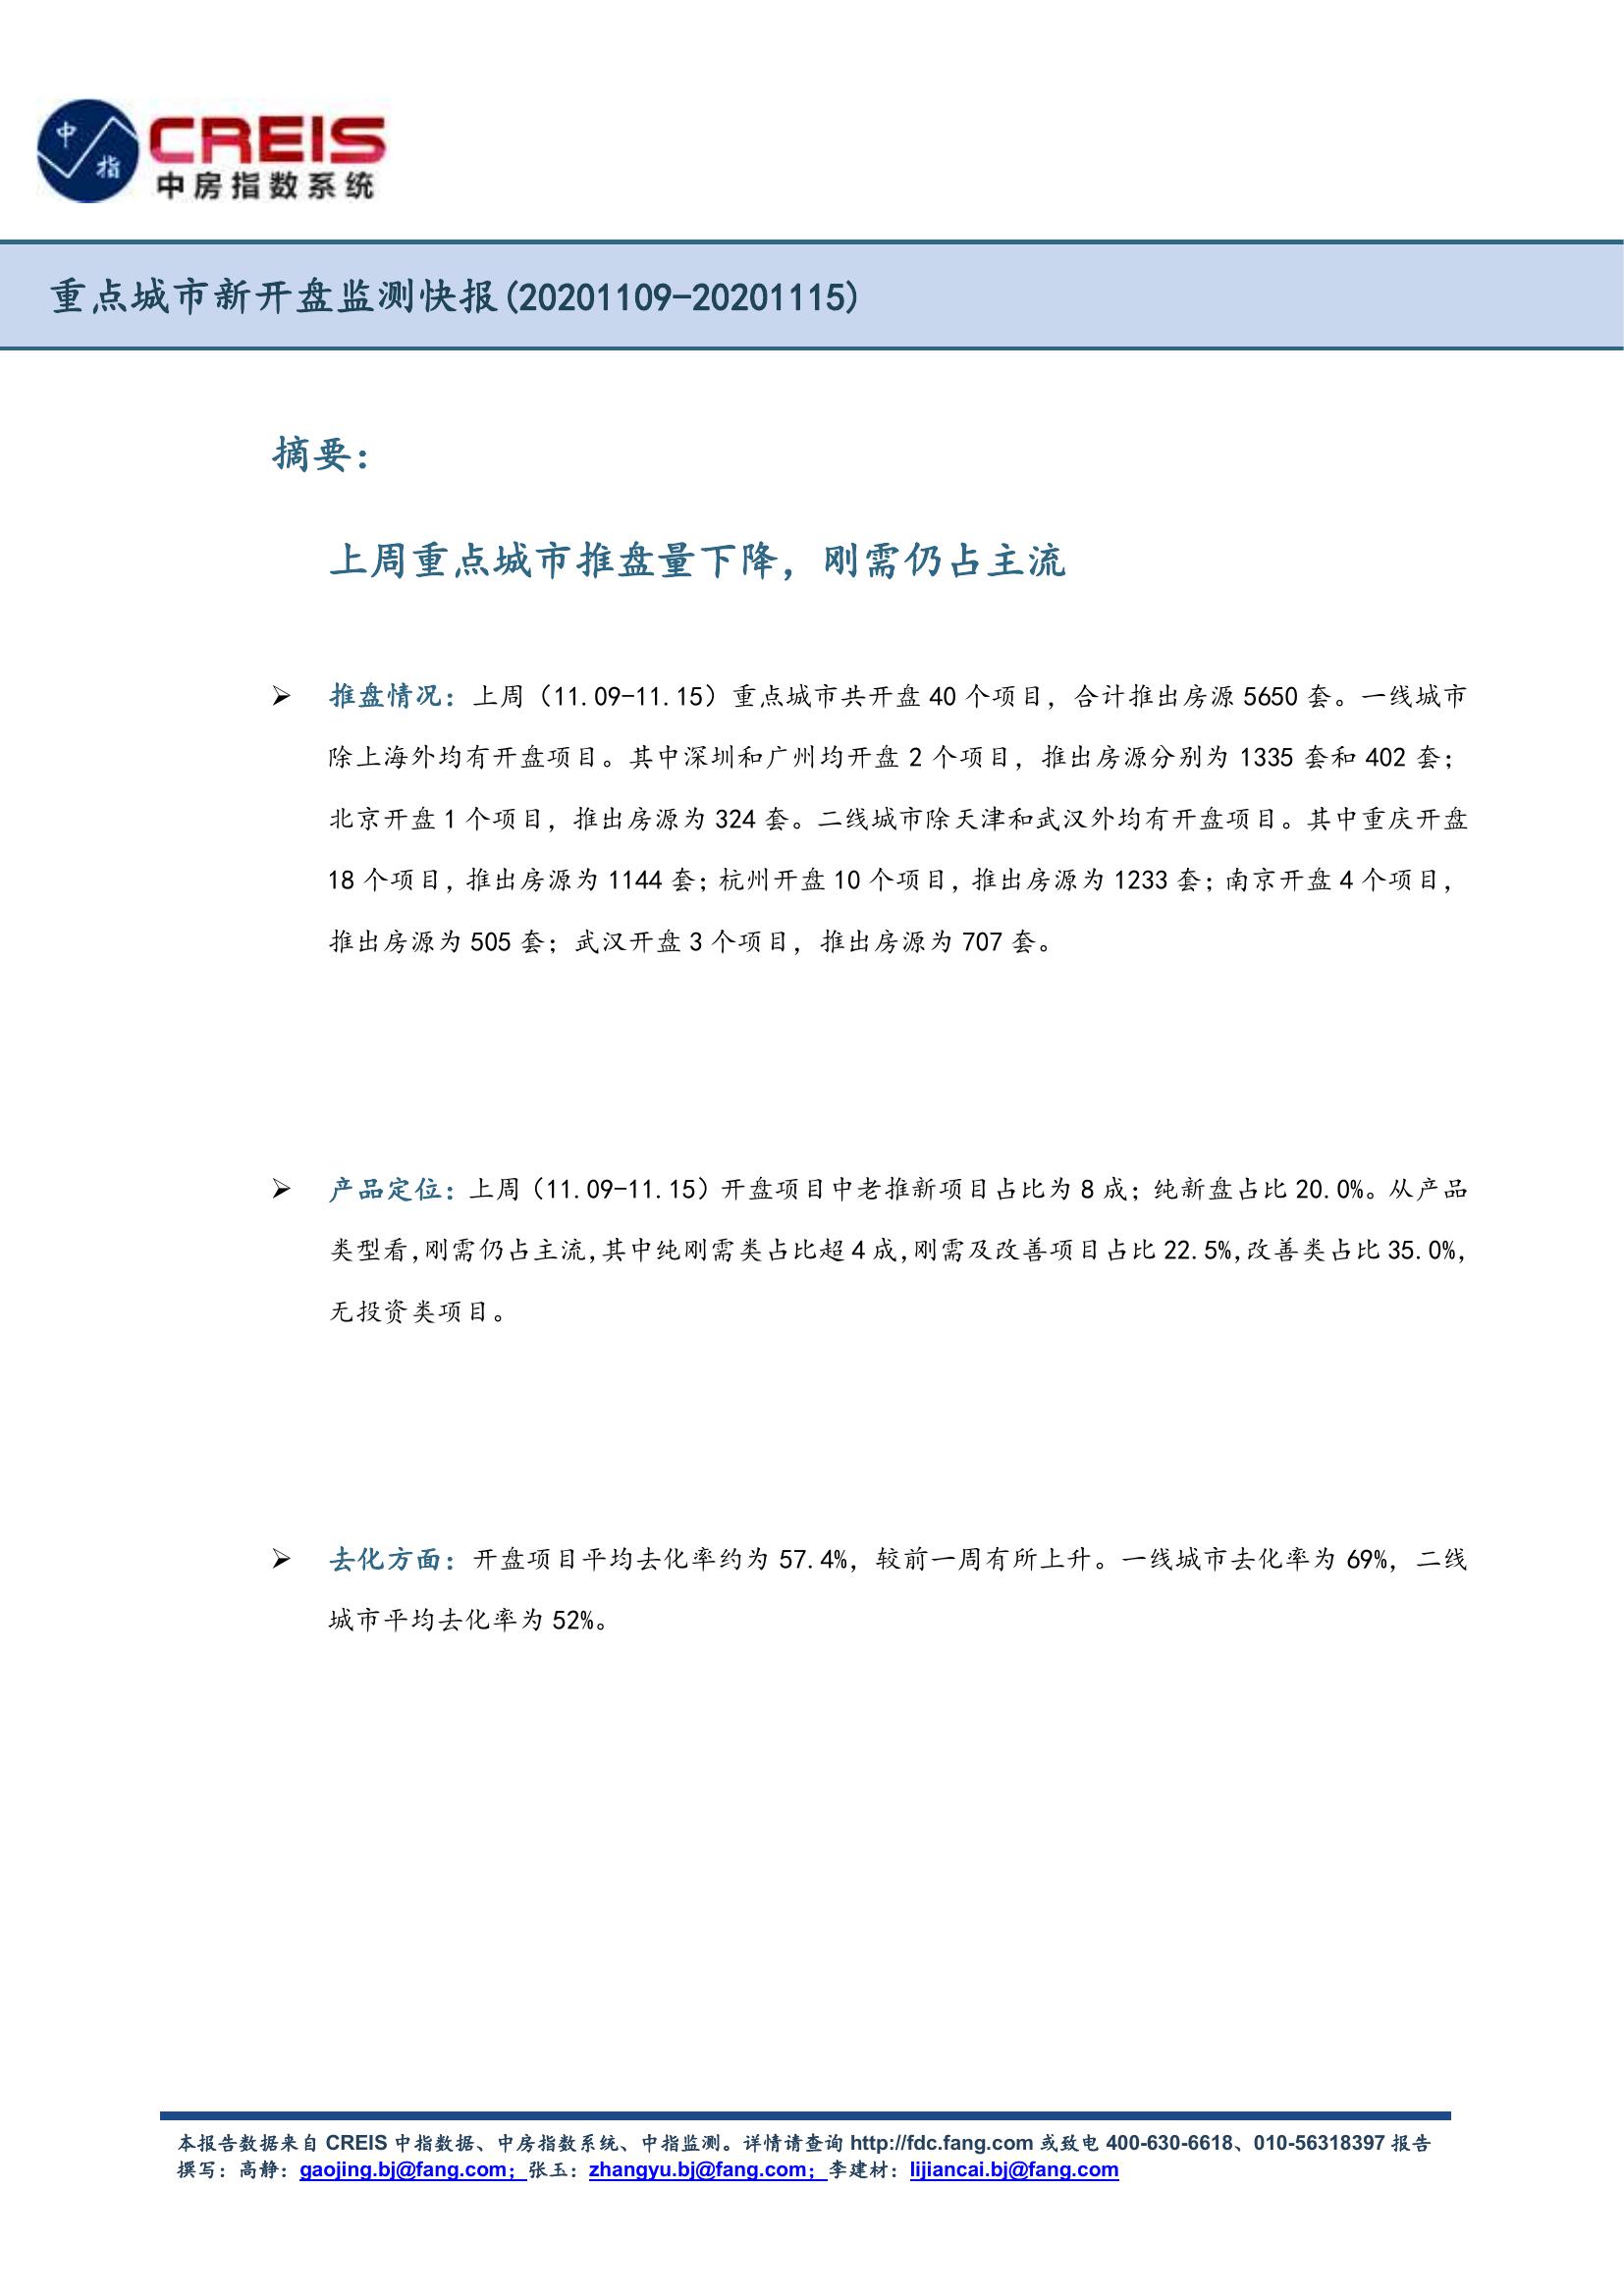 中指
CREIS
中房指数系统
重点城市新开盘监测快报(20201109-20201115)
摘要：
上周重点城市推盘量下降，刚需仍占主流
➢ 推盘情况：上周（11.09-11.15）重点城市共开盘 40 个项目，合计推出房源 5650 套。一线城市
除上海外均有开盘项目。其中深圳和广州均开盘 2 个项目，推出房源分别为 1335 套和 402 套；
北京开盘 1 个项目，推出房源为 324 套。二线城市除天津和武汉外均有开盘项目。其中重庆开盘
18 个项目，推出房源为 1144 套；杭州开盘 10 个项目，推出房源为 1233 套；南京开盘 4 个项目，
推出房源为 505 套；武汉开盘 3 个项目，推出房源为 707 套。
➢ 产品定位：上周（11.09-11.15）开盘项目中老推新项目占比为 8 成；纯新盘占比 20.0%。从产品
类型看，刚需仍占主流，其中纯刚需类占比超 4 成，刚需及改善项目占比 22.5%，改善类占比 35.0%，
无投资类项目。
➢ 去化方面：开盘项目平均去化率约为 57.4%，较前一周有所上升。一线城市去化率为 69%，二线
城市平均去化率为 52%。
本报告数据来自 CREIS 中指数据、中房指数系统、中指监测。详情请查询 http://fdc.fang.com 或致电 400-630-6618、010-56318397 报告
撰写：高静：gaojing.bj@fang.com；张玉：zhangyu.bj@fang.com；李建材：lijiancai.bj@fang.com